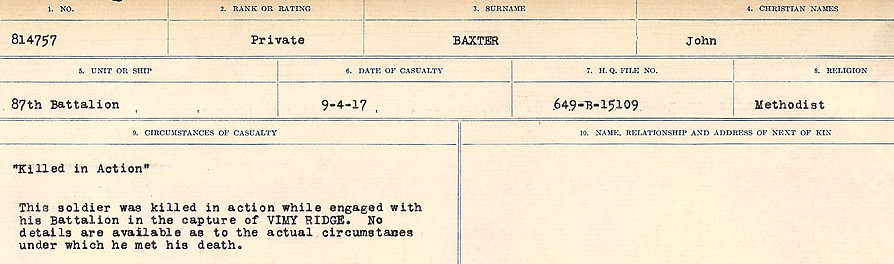 1. NO. 2. RANK OR RATING 3. SURNAME 4. CHRISTIAN NAMES
814757 Private BAXTER John
5. UNIT OR SHIP 6. DATE OF CASUALTY 7. H. Q. FILE NO. 8. RELIGION
87th Battalion , , 9-4-17 , 649-B-15109 Methodist
9. CIRCUMSTANCES OF CASUALTY 10. NAME, RELATIONSHIP AND ADDRESS OF NEXT OF KIN
"Killed in Action"
This soldier was killed in action while engaged with
his Battalion in the capture of VIMY RIDGE. No
details are available as to the actual circumstances
under which he met his death.